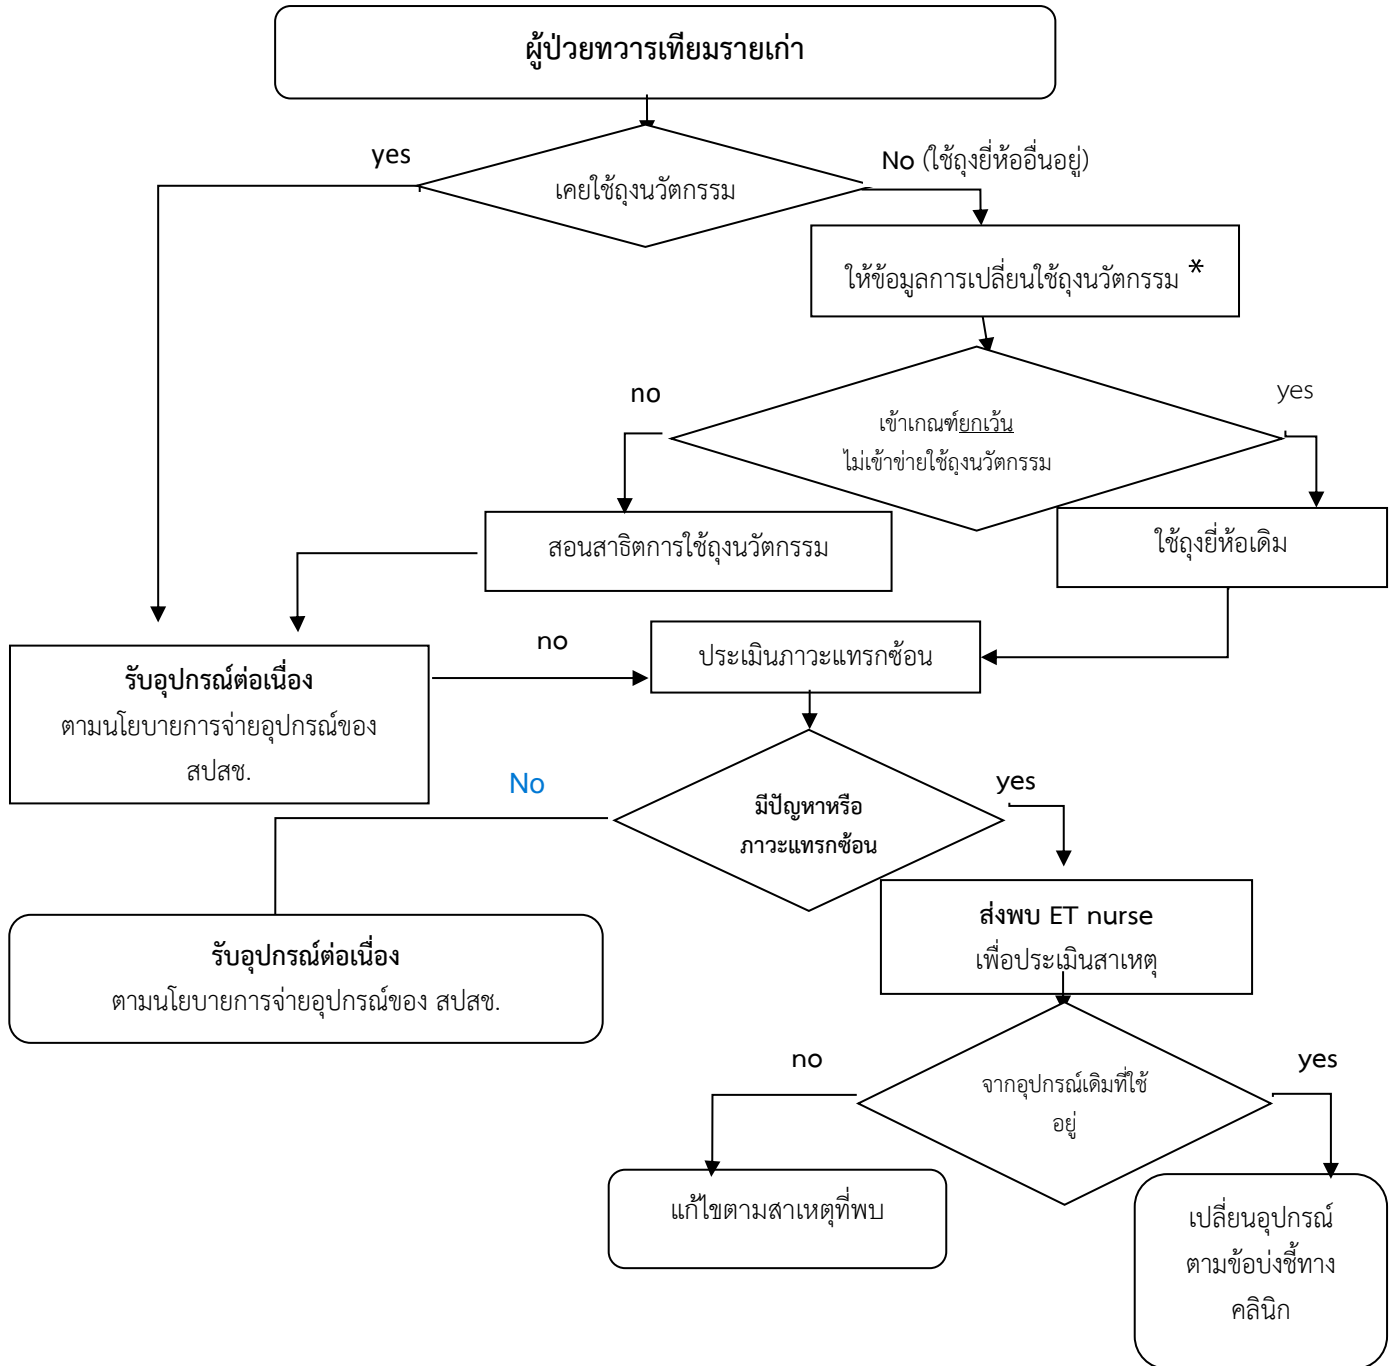 ผู้ป่วยทวารเทียมรายเก่า
yes
No (ใช้ถุงยี่ห้ออื่นอยู่)
เคยใช้ถุงนวัตกรรม
ให้ข้อมูลการเปลี่ยนใช้ถุงนวัตกรรม *
no
yes
เข้าเกณฑ์ยกเว้น
ไม่เข้าข่ายใช้ถุงนวัตกรรม
สอนสาธิตการใช้ถุงนวัตกรรม
ใช้ถุงยี่ห้อเดิม
no
ประเมินภาวะแทรกซ้อน
รับอุปกรณ์ต่อเนื่อง
ตามนโยบายการจ่ายอุปกรณ์ของ
สปสช.
No
yes
มีปัญหาหรือ
ภาวะแทรกซ้อน
ส่งพบ ET nurse
เพื่อประเมินสาเหตุ
รับอุปกรณ์ต่อเนื่อง
ตามนโยบายการจ่ายอุปกรณ์ของ สปสช.
no
yes
จากอุปกรณ์เดิมที่ใช้
อยู่
แก้ไขตามสาเหตุที่พบ
เปลี่ยนอุปกรณ์
ตามข้อบ่งชี้ทาง
คลินิก